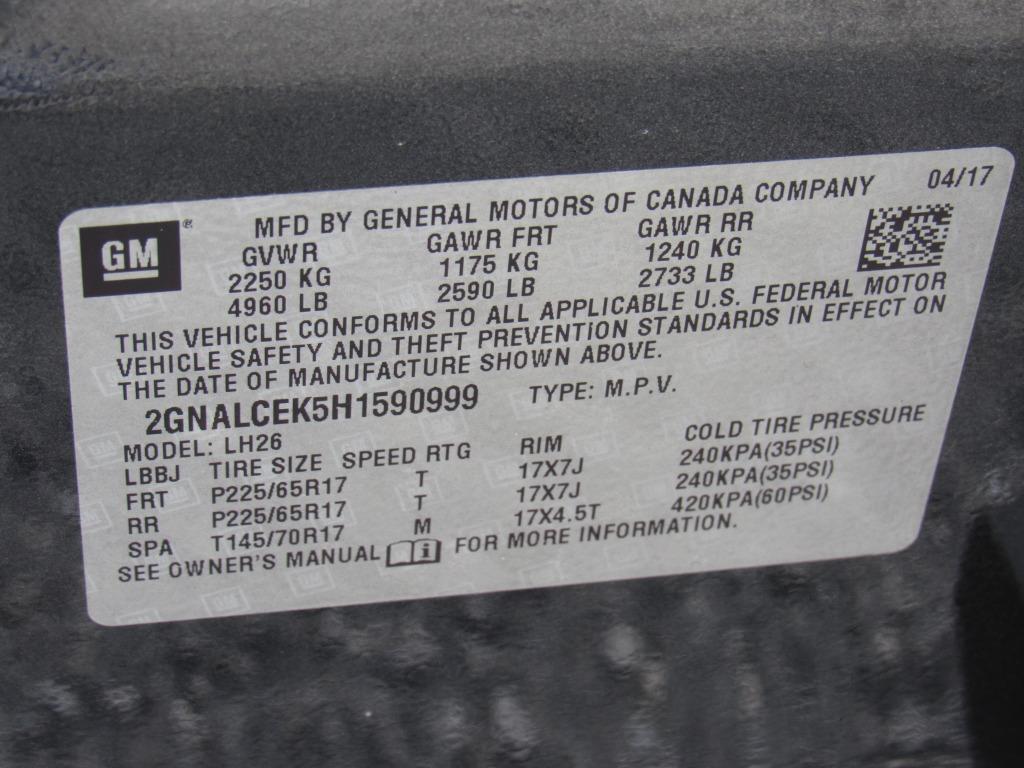 GM ® MFD BY GENERAL MOTORS OF CANADA COMPANY 04/17
GVWR GAWR FRT GAWR RR
2250 KG 1175 KG 1240 KG
4960 LB 2590 LB 2733 LB
THIS VEHICLE CONFORMS TO ALL APPLICABLE U.S. FEDERAL MOTOR
VEHICLE SAFETY AND THEFT PREVENTION STANDARDS IN EFFECT ON
THE DATE OF MANUFACTURE SHOWN ABOVE.
2GNALCEK5H1590999 TYPE: M.P.V.
MODEL: LH26
LBBJ TIRE SIZE SPEED RTG RIM COLD TIRE PRESSURE
FRT P225/65R17 T 17X7J 240KPA(35PSI)
RR P225/65R17 T 17X7J 240KPA(35PSI)
SPA T145/70R17 M 17X4.5T 420KPA(60PSI)
SEE OWNER'S MANUAL i FOR MORE INFORMATION.